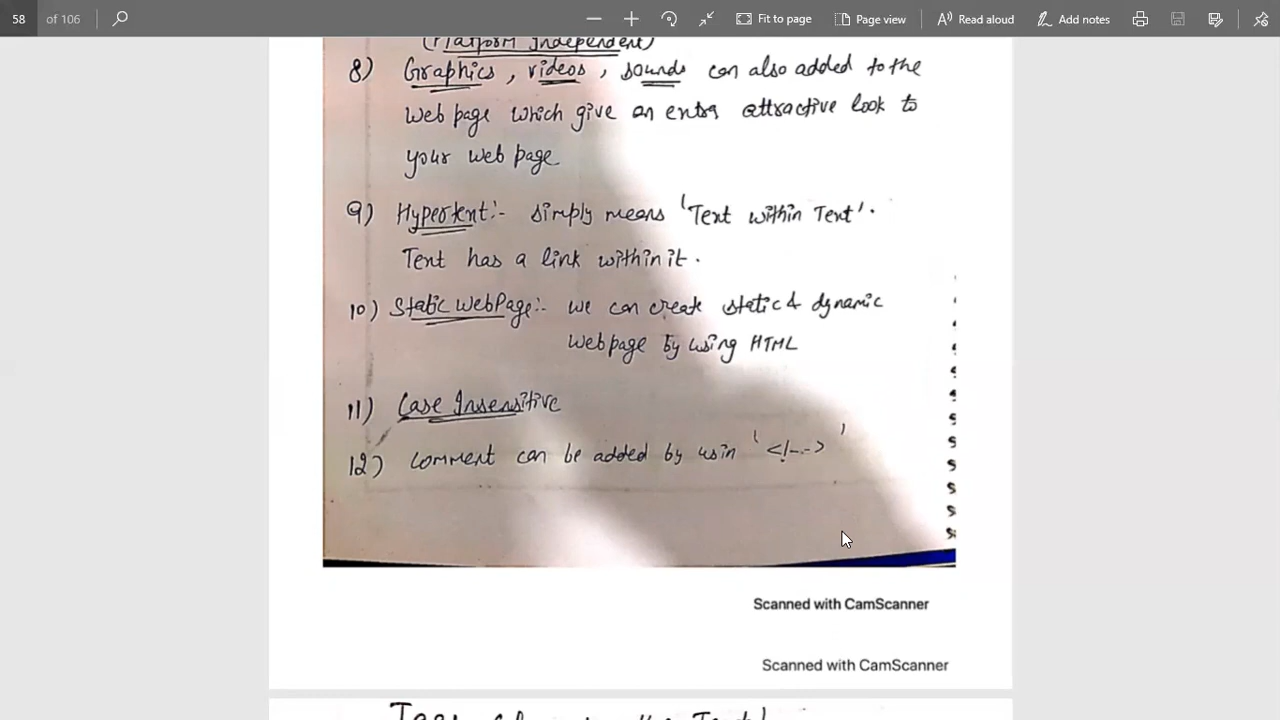 58 of 106 Fit to page Page view Read aloud Add notes
(Platform Independent)
8) Graphics, videos, sounds can also added to the
Web page which give an extra attractive look to
your web page
9) Hypertext:- simply means 'Text within Text'.
Text has a link within it.
10) Static WebPage:- we can create static & dynamic
Webpage by using HTML
11) Case Insensitive
12) Comment can be added by usin '<!-->'
Scanned with CamScanner
Scanned with CamScanner